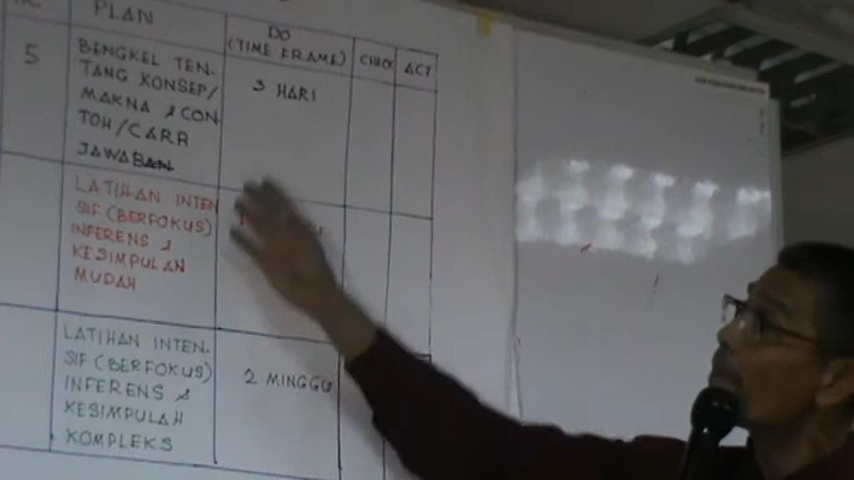 PLAN
DO
(TIME FRAME)
CHECK
ACT
5
BENGKEL TEN-
TANG KONSEP/
MAKNA & CON
TOH/CARA
JAWABAN
3 HARI
LATIHAN INTEN
SIF (BERFOKUS)
INFERENS &
KESIMPULAN
MUDAH
LATIHAN INTEN-
SIF (BERFOKUS)
INFERENS &
KESIMPULAN
KOMPLEKS
2 MINGGU